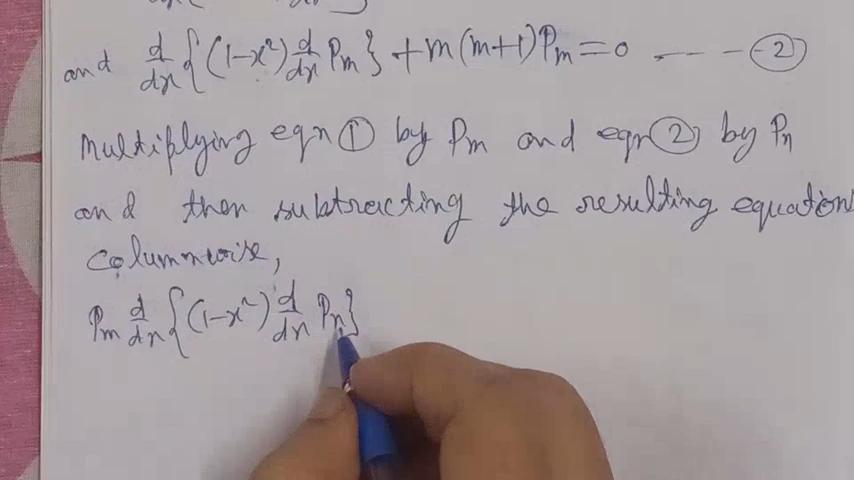 and d/dx {(1-x²) d/dx Pm} + m(m+1)Pm = 0 ---- ②
Multiplying eqn ① by Pm and eqn ② by Pn
and then subtracting the resulting equations
columnwise,
Pm d/dx {(1-x²) d/dx Pn}